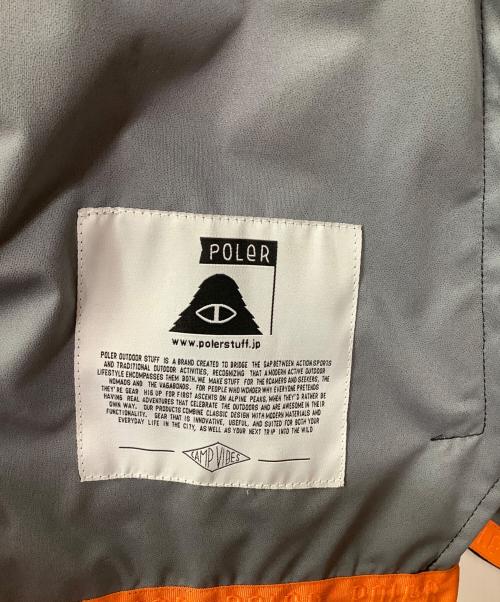 POLeR
www.polerstuff.jp
POLER OUTDOOR STUFF IS A BRAND CREATED TO BRIDGE THE GAP BETWEEN ACTION SPORTS
AND TRADITIONAL OUTDOOR ACTIVITIES, RECOGNIZING THAT A MODERN ACTIVE OUTDOOR
LIFESTYLE ENCOMPASSES THEM BOTH. WE MAKE STUFF FOR THE ROAMERS AND SEEKERS, THE
NOMADS AND THE VAGABONDS. FOR PEOPLE WHO WONDER WHY EVERYONE PRETENDS
THEY'RE GEAR HIS UP FOR FIRST ASCENTS ON ALPINE PEAKS, WHEN THEY'D RATHER BE
HAVING REAL ADVENTURES THAT CELEBRATE THE OUTDOORS AND ARE AWESOME IN THEIR
OWN WAY. OUR PRODUCTS COMBINE CLASSIC DESIGN WITH MODERN MATERIALS AND
FUNCTIONALITY. GEAR THAT IS INNOVATIVE, USEFUL, AND SUITED FOR BOTH YOUR
EVERYDAY LIFE IN THE CITY, AS WELL AS YOUR NEXT TRIP INTO THE WILD
CAMP VIBES
POLeR